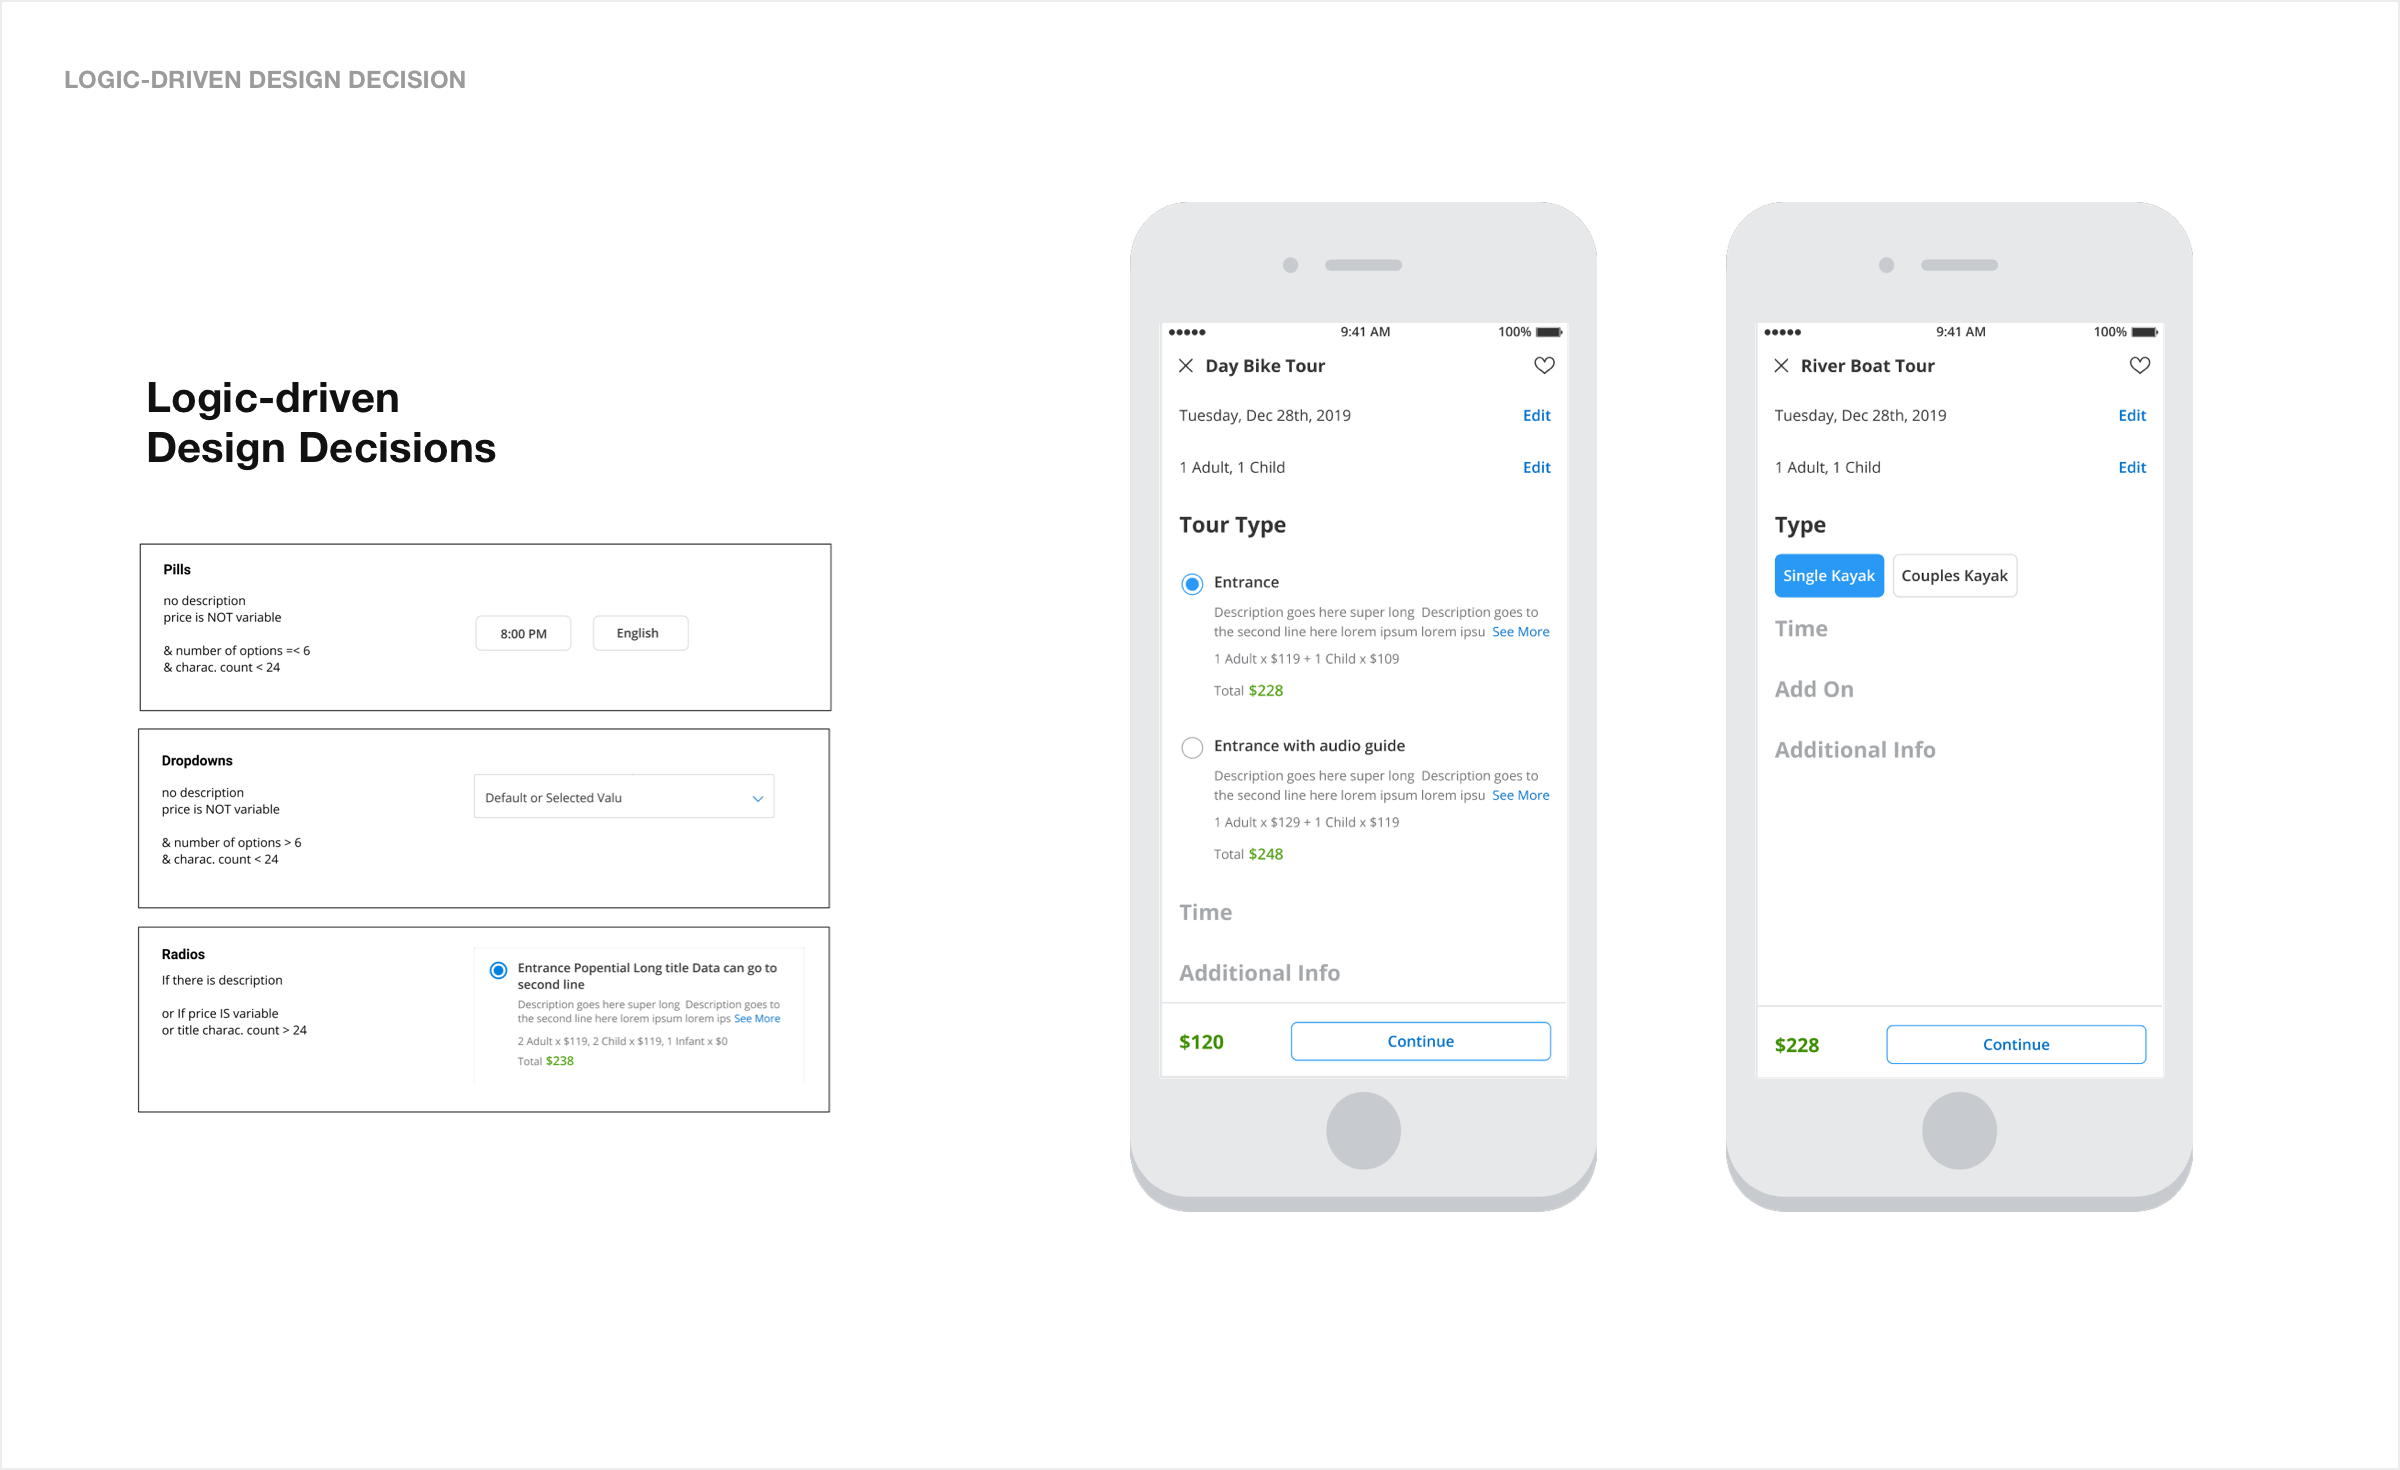 LOGIC-DRIVEN DESIGN DECISION
Logic-driven
Design Decisions
Pills
no description
price is NOT variable
& number of options =< 6
& charac. count < 24
8:00 PM
English
Dropdowns
no description
price is NOT variable
& number of options > 6
& charac. count < 24
Default or Selected Valu
Radios
If there is description
or If price IS variable
or title charac. count > 24
Entrance Popential Long title Data can go to
second line
Description goes here super long Description goes to
the second line here lorem ipsum lorem ips See More
2 Adult x $119, 2 Child x $119, 1 Infant x $0
Total $238
9:41 AM
100%
Day Bike Tour
Tuesday, Dec 28th, 2019
Edit
1 Adult, 1 Child
Edit
Tour Type
Entrance
Description goes here super long Description goes to
the second line here lorem ipsum lorem ipsu See More
1 Adult x $119 + 1 Child x $109
Total $228
Entrance with audio guide
Description goes here super long Description goes to
the second line here lorem ipsum lorem ipsu See More
1 Adult x $129 + 1 Child x $119
Total $248
Time
Additional Info
$120
Continue
9:41 AM
100%
River Boat Tour
Tuesday, Dec 28th, 2019
Edit
1 Adult, 1 Child
Edit
Type
Single Kayak
Couples Kayak
Time
Add On
Additional Info
$228
Continue